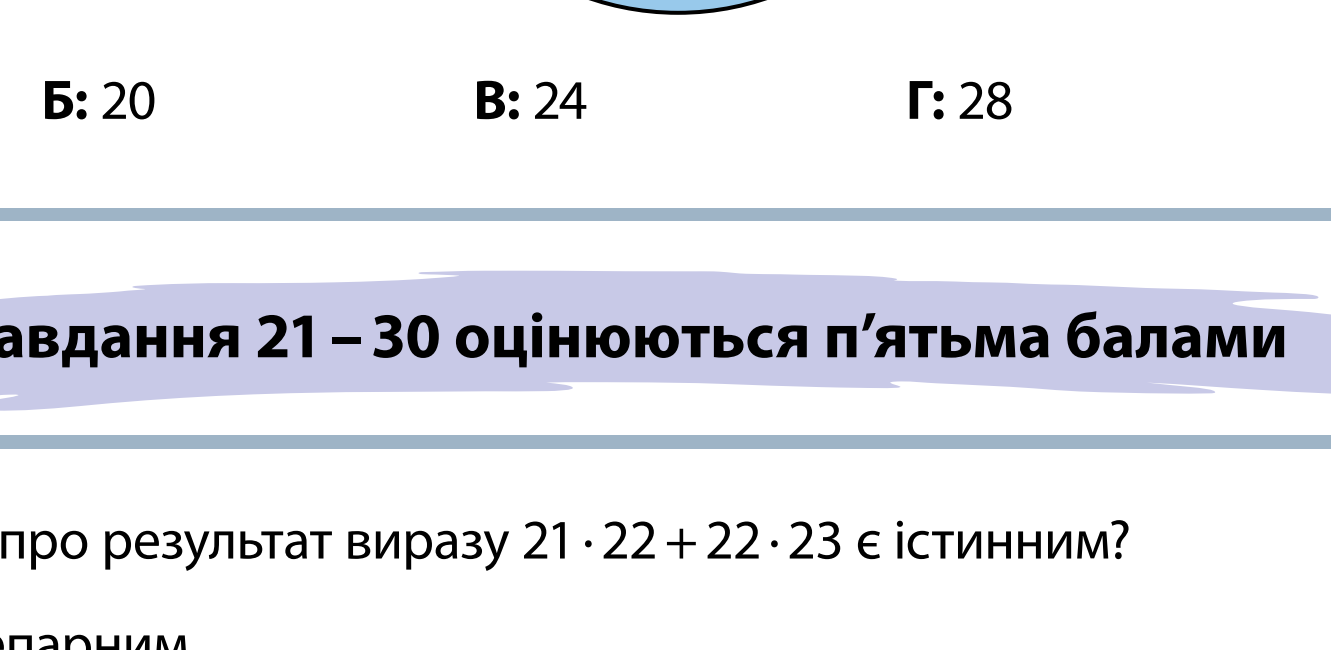 Б: 20 В: 24 Г: 28
авдання 21 – 30 оцінюються п’ятьма балами
про результат виразу 21 · 22 + 22 · 23 є істинним?